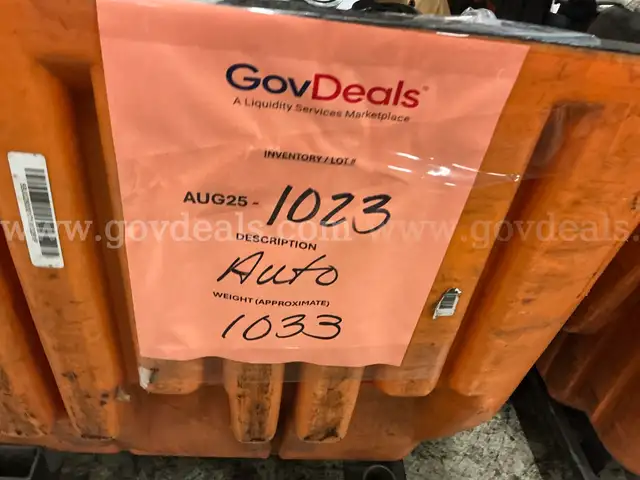 GovDeals
A Liquidity Services Marketplace
INVENTORY / LOT #
AUG25 - 1023
www.govdeals.com
www.govdeals.com
DESCRIPTION
Auto
WEIGHT (APPROXIMATE)
1033